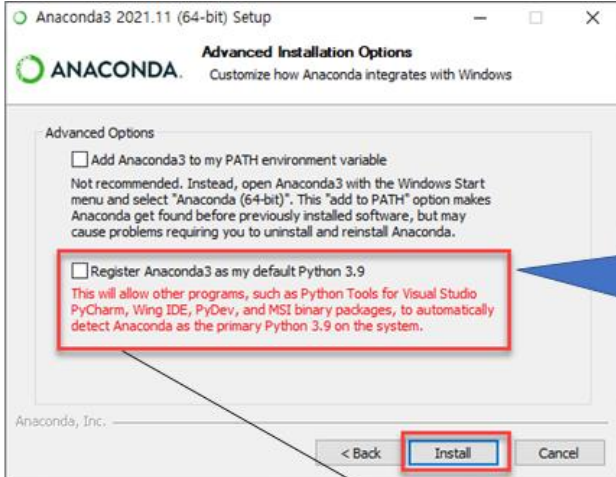 Anaconda3 2021.11 (64-bit) Setup
Advanced Installation Options
ANACONDA.
Customize how Anaconda integrates with Windows
Advanced Options
Add Anaconda3 to my PATH environment variable
Not recommended. Instead, open Anaconda3 with the Windows Start
menu and select "Anaconda (64-bit)". This "add to PATH" option makes
Anaconda get found before previously installed software, but may
cause problems requiring you to uninstall and reinstall Anaconda.
Register Anaconda3 as my default Python 3.9
This will allow other programs, such as Python Tools for Visual Studio
PyCharm, Wing IDE, PyDev, and MSI binary packages, to automatically
detect Anaconda as the primary Python 3.9 on the system.
Anaconda, Inc.
< Back
Install
Cancel